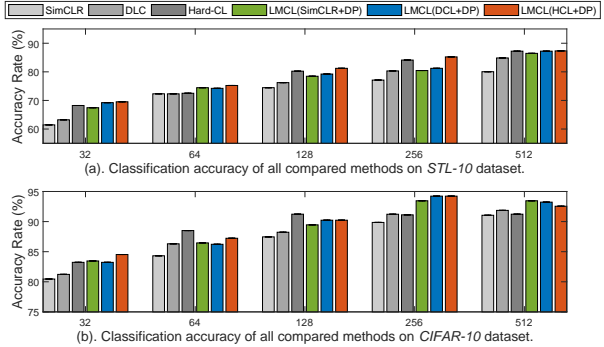 SimCLR DLC Hard-CL LMCL(SimCLR+DP) LMCL(DCL+DP) LMCL(HCL+DP)
Accuracy Rate (%)
90
80
70
60
32 64 128 256 512
(a). Classification accuracy of all compared methods on STL-10 dataset.
Accuracy Rate (%)
95
90
85
80
75
32 64 128 256 512
(b). Classification accuracy of all compared methods on CIFAR-10 dataset.